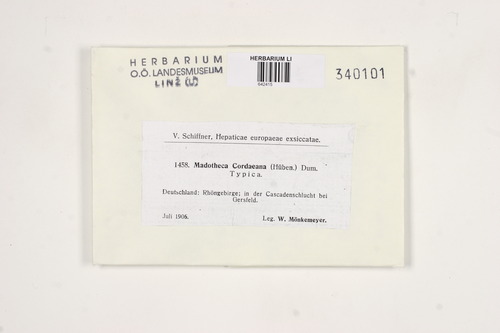 HERBARIUM
O.Ö. LANDESMUSEUM
LINZ
HERBARIUM LI
340101
V. Schiffner, Hepaticae europaeae exsiccatae.
1458. Madotheca Cordaeana (Hüben.) Dum.
Typica.
Deutschland: Rhöngebirge; in der Cascadenschlucht bei
Gersfeld.
Juli 1906.
Leg. W. Mönkemeyer.